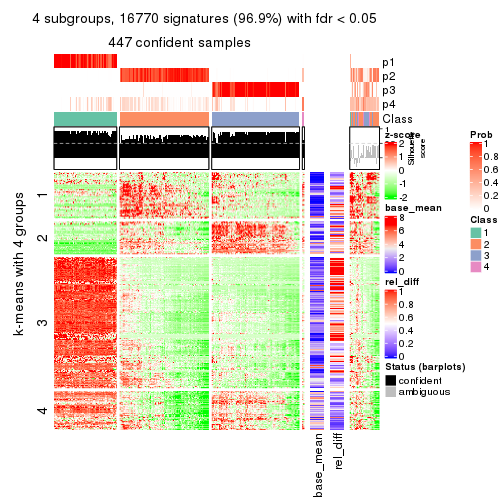 4 subgroups, 16770 signatures (96.9%) with fdr < 0.05
447 confident samples
p1
p2
p3
p4
Class
1
Silhouette
score
k-means with 4 groups
1
2
3
4
base_mean
rel_diff
z-score
2
1
0
-1
-2
base_mean
8
6
4
2
0
rel_diff
1
0.8
0.6
0.4
0.2
0
Status (barplots)
confident
ambiguous
Prob
1
0.8
0.6
0.4
0.2
0
Class
1
2
3
4